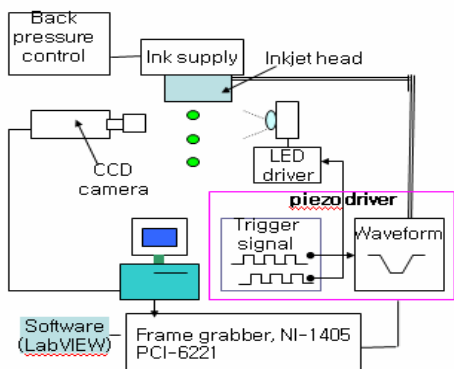 Back
pressure
control
Ink supply
Inkjet head
CCD
camera
LED
driver
piezo driver
Trigger
signal
Waveform
Software
(LabVIEW)
Frame grabber, NI-1405
PCI-6221